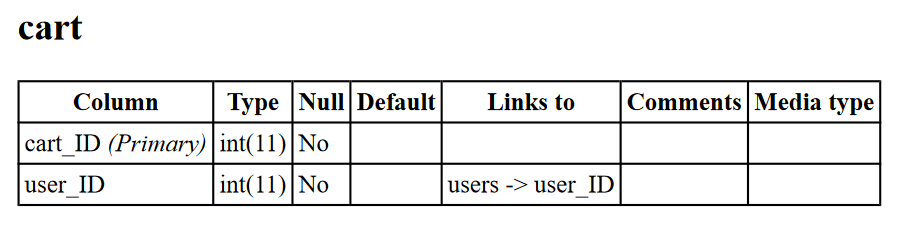 cart
Column Type Null Default Links to Comments Media type
cart_ID (Primary) int(11) No
user_ID int(11) No users -> user_ID